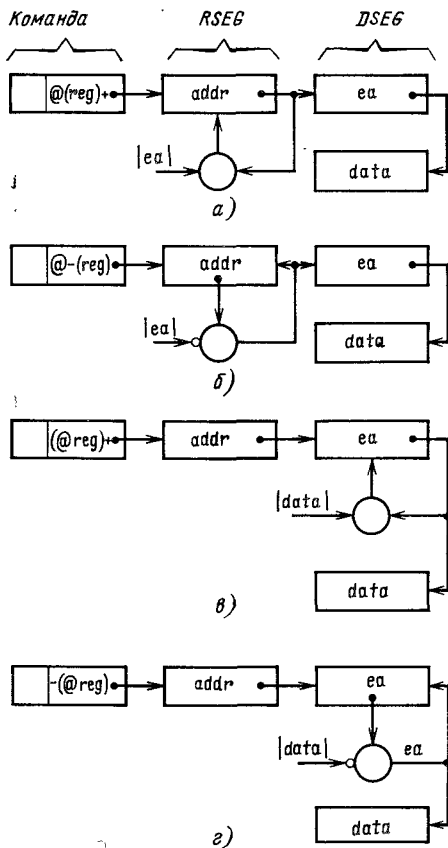 Команда RSEG DSEG
@(reg)+ addr ea
|ea|
data
а)
@-(reg) addr ea
|ea|
data
б)
(@reg)+ addr ea
|data|
data
в)
-(@reg) addr ea
|data| ea
data
г)